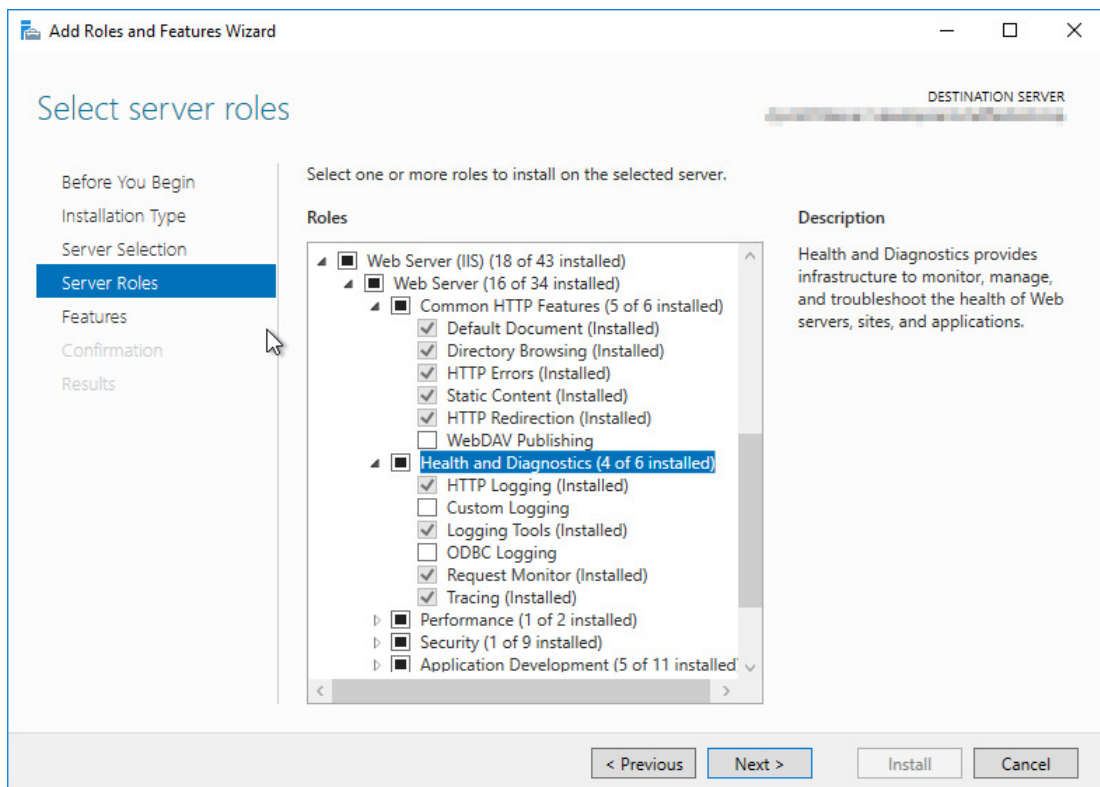 Add Roles and Features Wizard
Select server roles
DESTINATION SERVER
Before You Begin
Installation Type
Server Selection
Server Roles
Features
Confirmation
Results
Select one or more roles to install on the selected server.
Roles
Web Server (IIS) (18 of 43 installed)
Web Server (16 of 34 installed)
Common HTTP Features (5 of 6 installed)
Default Document (Installed)
Directory Browsing (Installed)
HTTP Errors (Installed)
Static Content (Installed)
HTTP Redirection (Installed)
WebDAV Publishing
Health and Diagnostics (4 of 6 installed)
HTTP Logging (Installed)
Custom Logging
Logging Tools (Installed)
ODBC Logging
Request Monitor (Installed)
Tracing (Installed)
Performance (1 of 2 installed)
Security (1 of 9 installed)
Application Development (5 of 11 installed
Description
Health and Diagnostics provides
infrastructure to monitor, manage,
and troubleshoot the health of Web
servers, sites, and applications.
< Previous
Next >
Install
Cancel